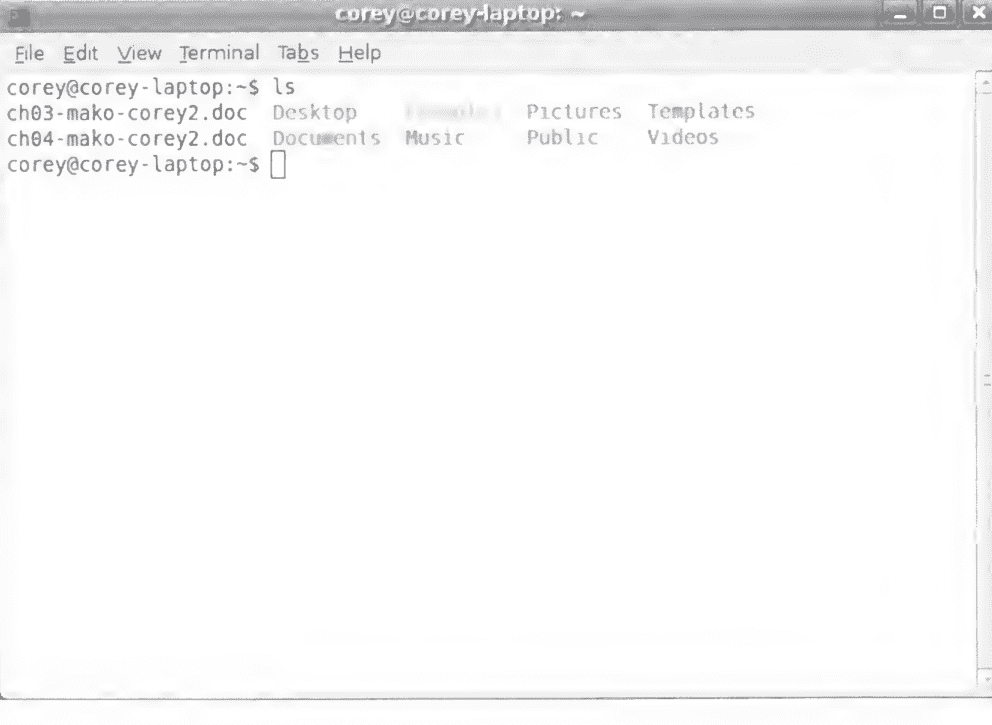 corey@corey-laptop: ~
File Edit View Terminal Tabs Help
corey@corey-laptop:~$ ls
ch03-mako-corey2.doc Desktop Pictures Templates
ch04-mako-corey2.doc Documents Music Public Videos
corey@corey-laptop:~$